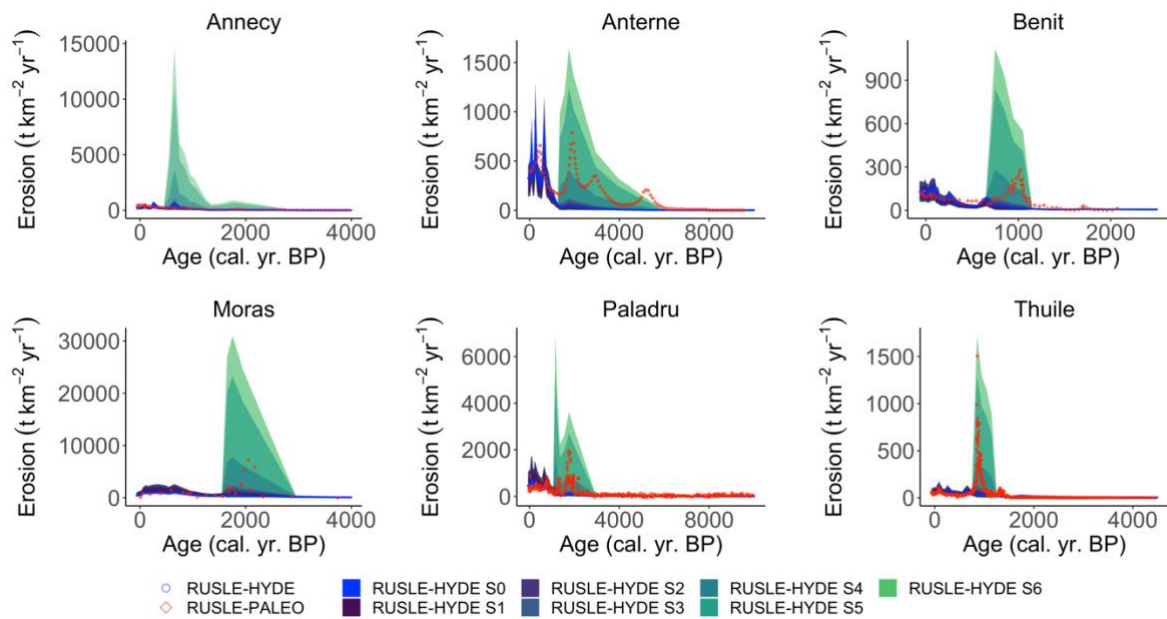 Annecy
Anterne
Benit
Erosion (t km⁻² yr⁻¹)
15000
10000
5000
0
0
2000
4000
Age (cal. yr. BP)
Erosion (t km⁻² yr⁻¹)
1500
1000
500
0
0
4000
8000
Age (cal. yr. BP)
Erosion (t km⁻² yr⁻¹)
900
600
300
0
0
1000
2000
Age (cal. yr. BP)
Moras
Paladru
Thuile
Erosion (t km⁻² yr⁻¹)
30000
20000
10000
0
0
2000
4000
Age (cal. yr. BP)
Erosion (t km⁻² yr⁻¹)
6000
4000
2000
0
0
4000
8000
Age (cal. yr. BP)
Erosion (t km⁻² yr⁻¹)
1500
1000
500
0
0
2000
4000
Age (cal. yr. BP)
RUSLE-HYDE
RUSLE-PALEO
RUSLE-HYDE S0
RUSLE-HYDE S1
RUSLE-HYDE S2
RUSLE-HYDE S3
RUSLE-HYDE S4
RUSLE-HYDE S5
RUSLE-HYDE S6